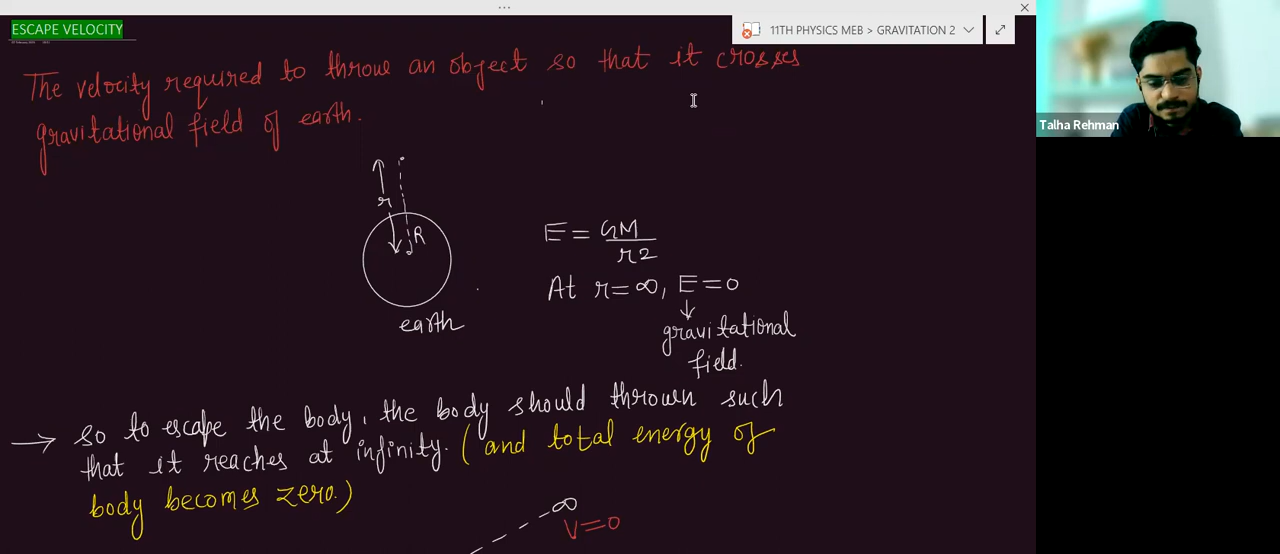 ESCAPE VELOCITY
11TH PHYSICS MEB > GRAVITATION 2
The velocity required to throw an object so that it crosses
gravitational field of earth.
Talha Rehman
r
R
earth
E = GM
r2
At r=∞, E=0
gravitational
field.
→ so to escape the body, the body should thrown such
that it reaches at infinity. (and total energy of
body becomes zero.)
∞
V=0